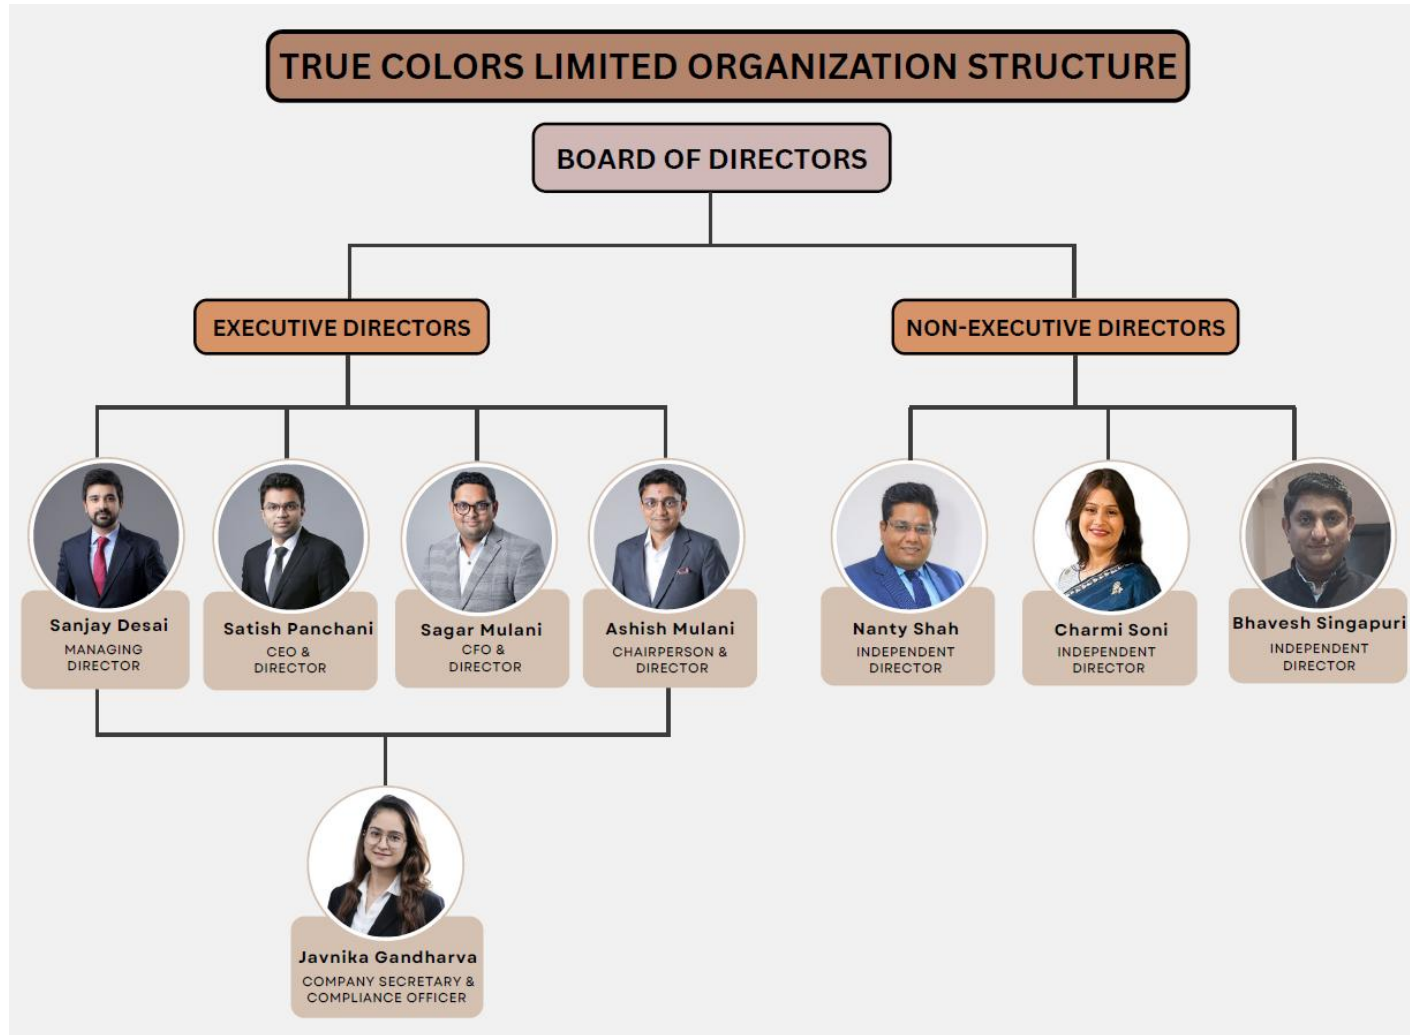 TRUE COLORS LIMITED ORGANIZATION STRUCTURE
BOARD OF DIRECTORS
EXECUTIVE DIRECTORS
NON-EXECUTIVE DIRECTORS
Sanjay Desai
MANAGING
DIRECTOR
Satish Panchani
CEO &
DIRECTOR
Sagar Mulani
CFO &
DIRECTOR
Ashish Mulani
CHAIRPERSON &
DIRECTOR
Nanty Shah
INDEPENDENT
DIRECTOR
Charmi Soni
INDEPENDENT
DIRECTOR
Bhavesh Singapuri
INDEPENDENT
DIRECTOR
Javnika Gandharva
COMPANY SECRETARY &
COMPLIANCE OFFICER